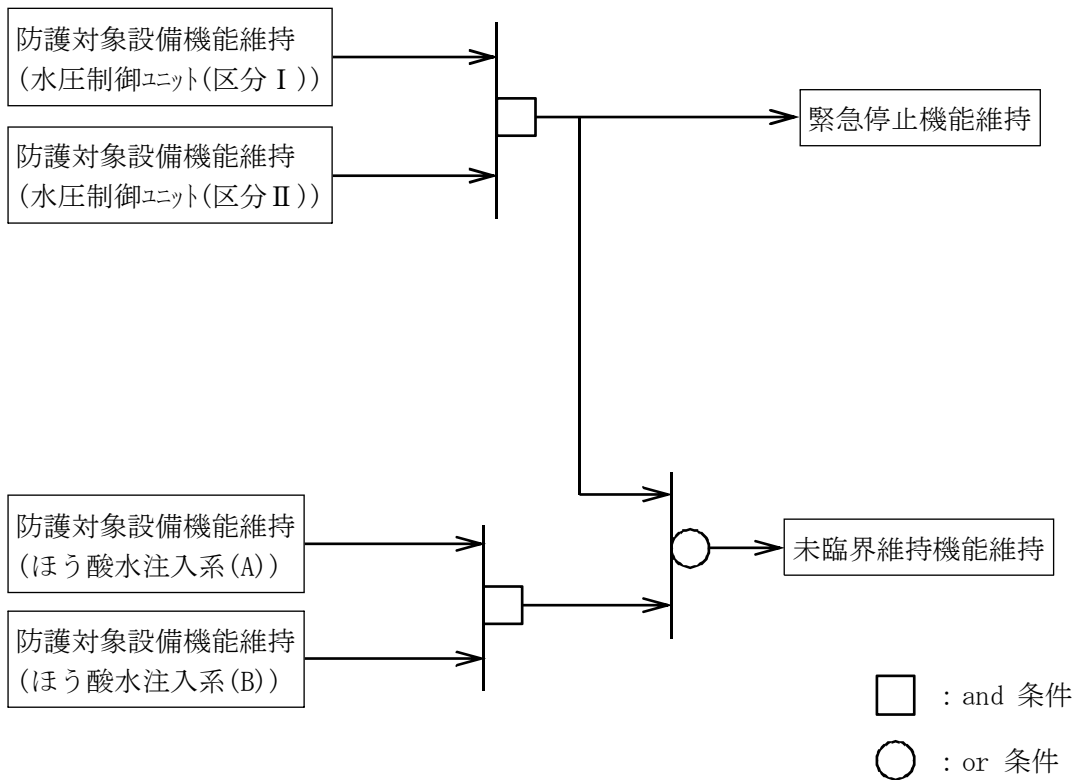 防護対象設備機能維持
(水圧制御ユニット(区分Ⅰ))
緊急停止機能維持
防護対象設備機能維持
(水圧制御ユニット(区分Ⅱ))
防護対象設備機能維持
(ほう酸水注入系(A))
未臨界維持機能維持
防護対象設備機能維持
(ほう酸水注入系(B))
：and 条件
：or 条件